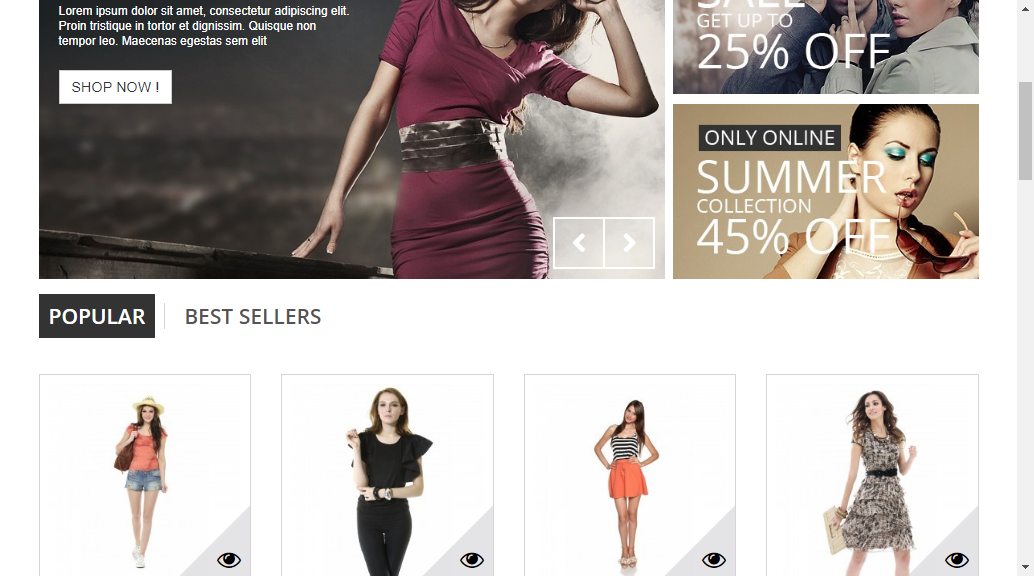 Lorem ipsum dolor sit amet, consectetur adipiscing elit.
Proin tristique in tortor et dignissim. Quisque non
tempor leo. Maecenas egestas sem elit
SHOP NOW !
SALE
GET UP TO
25% OFF
ONLY ONLINE
SUMMER
COLLECTION
45% OFF
POPULAR
BEST SELLERS